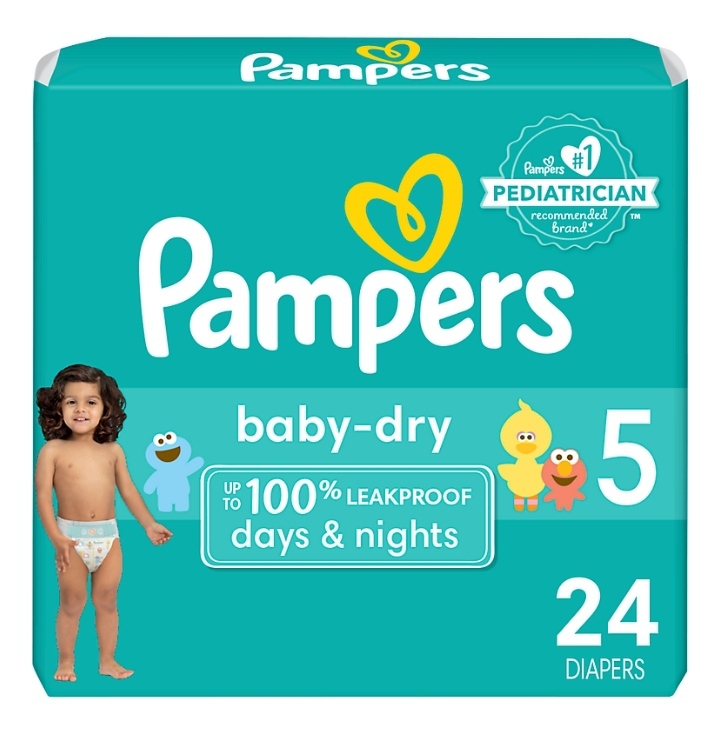 Pampers
Pampers #1
PEDIATRICIAN
recommended ™
brand*
Pampers
baby-dry
5
UP TO 100% LEAKPROOF
days & nights
24
DIAPERS